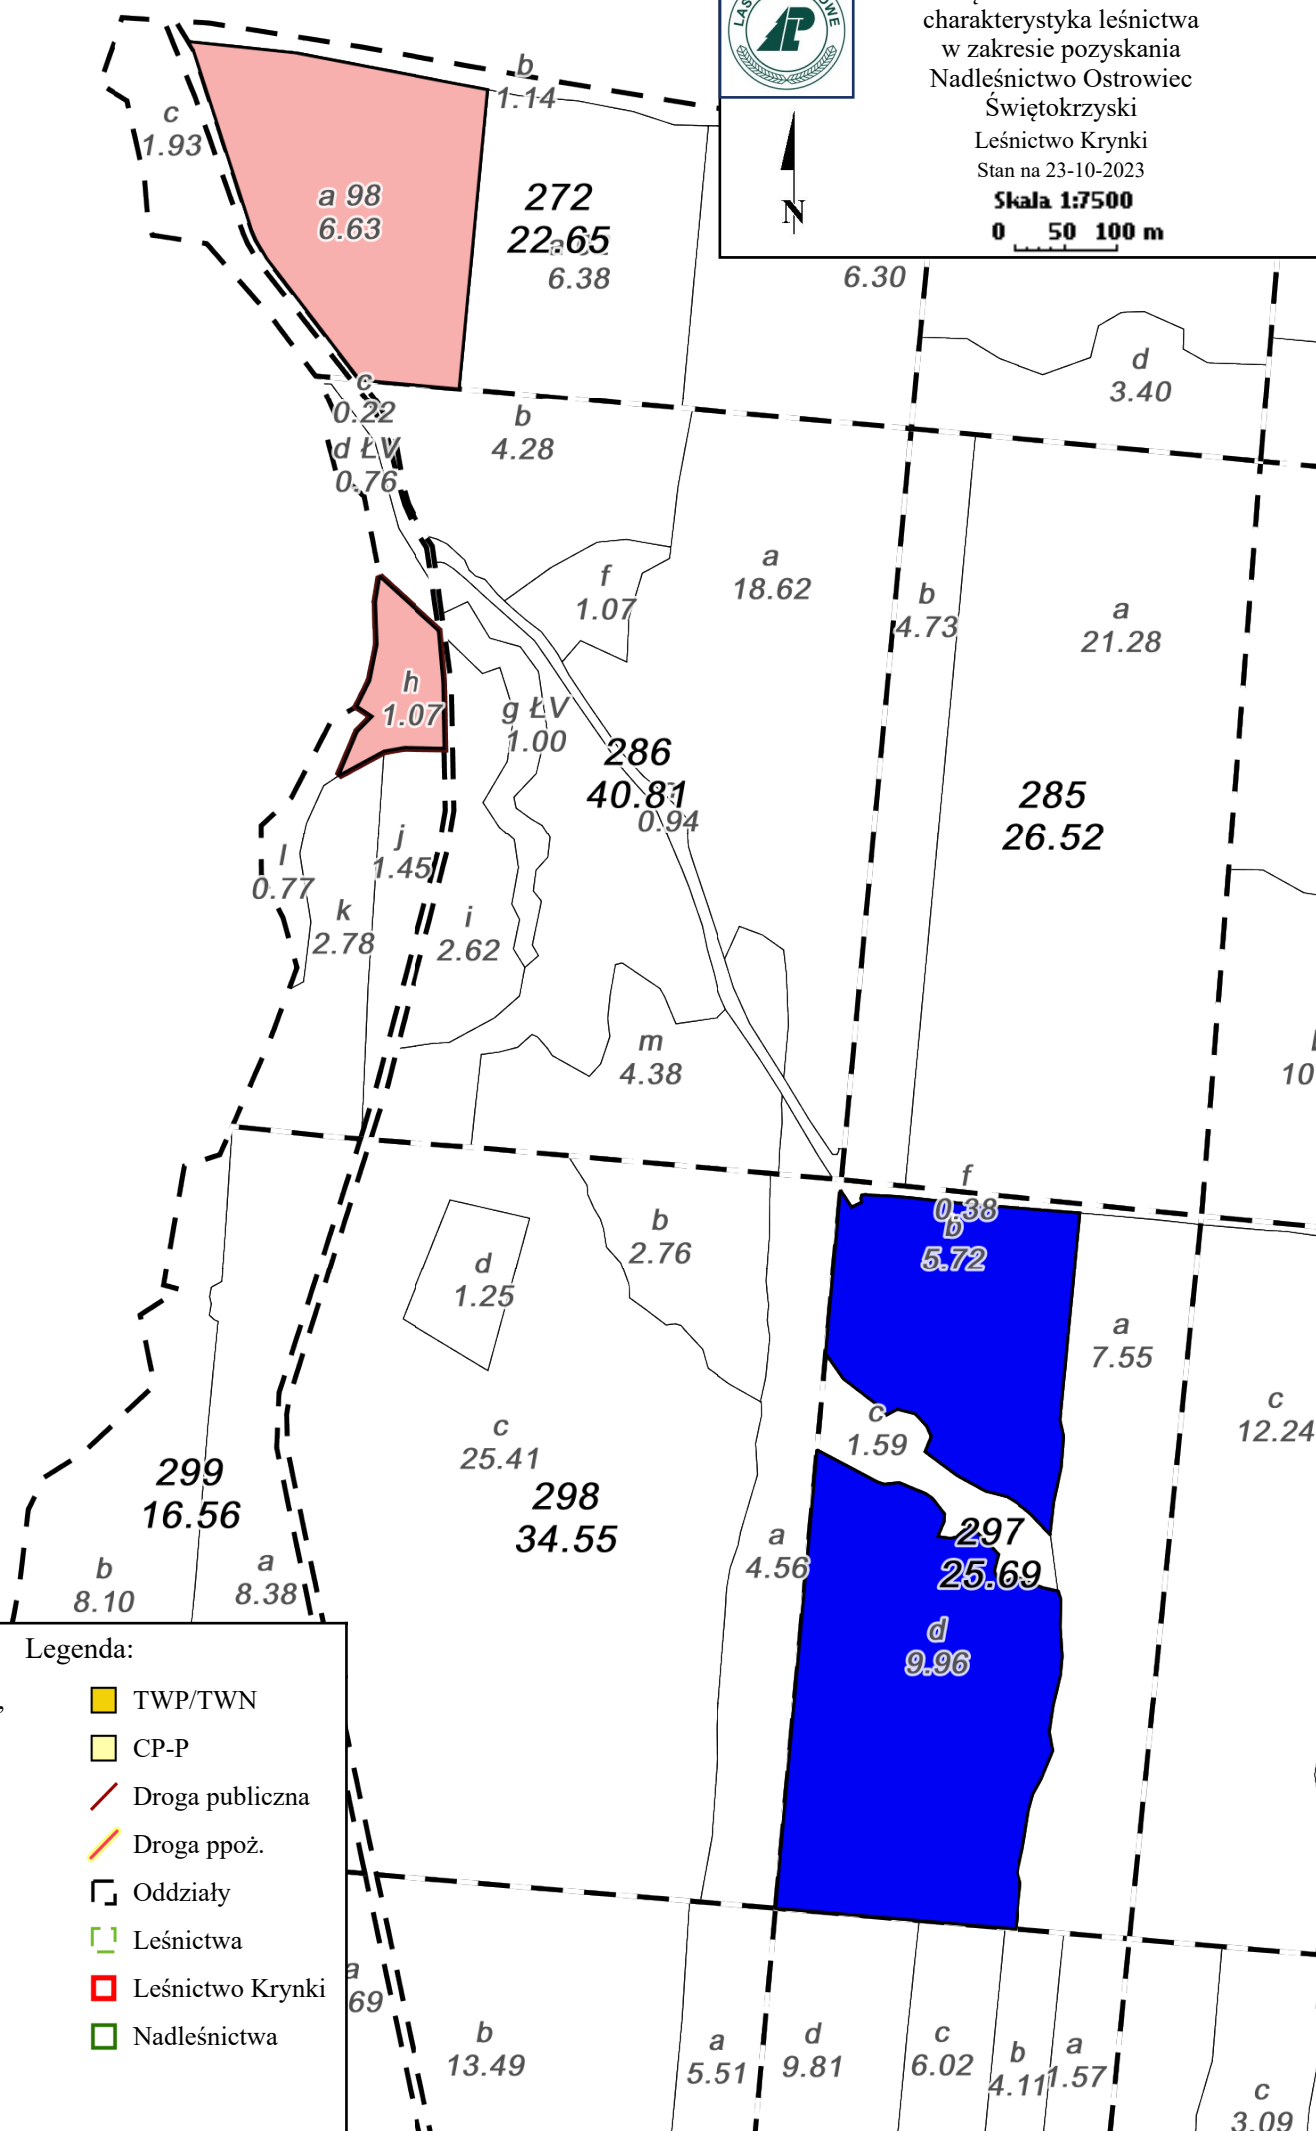 charakterystyka leśnictwa
w zakresie pozyskania
Nadleśnictwo Ostrowiec
Świętokrzyski
Leśnictwo Krynki
Stan na 23-10-2023
Skala 1:7500
0 50 100 m
N
b
1.14
c
1.93
a 98
6.63
272
22.65
6.38
6.30
d
3.40
c
0.22
d ŁV
0.76
b
4.28
f
1.07
a
18.62
b
4.73
a
21.28
h
1.07
g ŁV
1.00
286
40.81
0.94
285
26.52
l
0.77
j
1.45
k
2.78
i
2.62
m
4.38
10
f
0.38
b
5.72
b
2.76
d
1.25
a
7.55
c
1.59
c
12.24
c
25.41
299
16.56
298
34.55
297
25.69
a
4.56
b
8.10
a
8.38
d
9.96
Legenda:
TWP/TWN
CP-P
Droga publiczna
Droga ppoż.
Oddziały
Leśnictwa
Leśnictwo Krynki
Nadleśnictwa
a
69
b
13.49
a
5.51
d
9.81
c
6.02
b
4.11
a
1.57
c
3.09